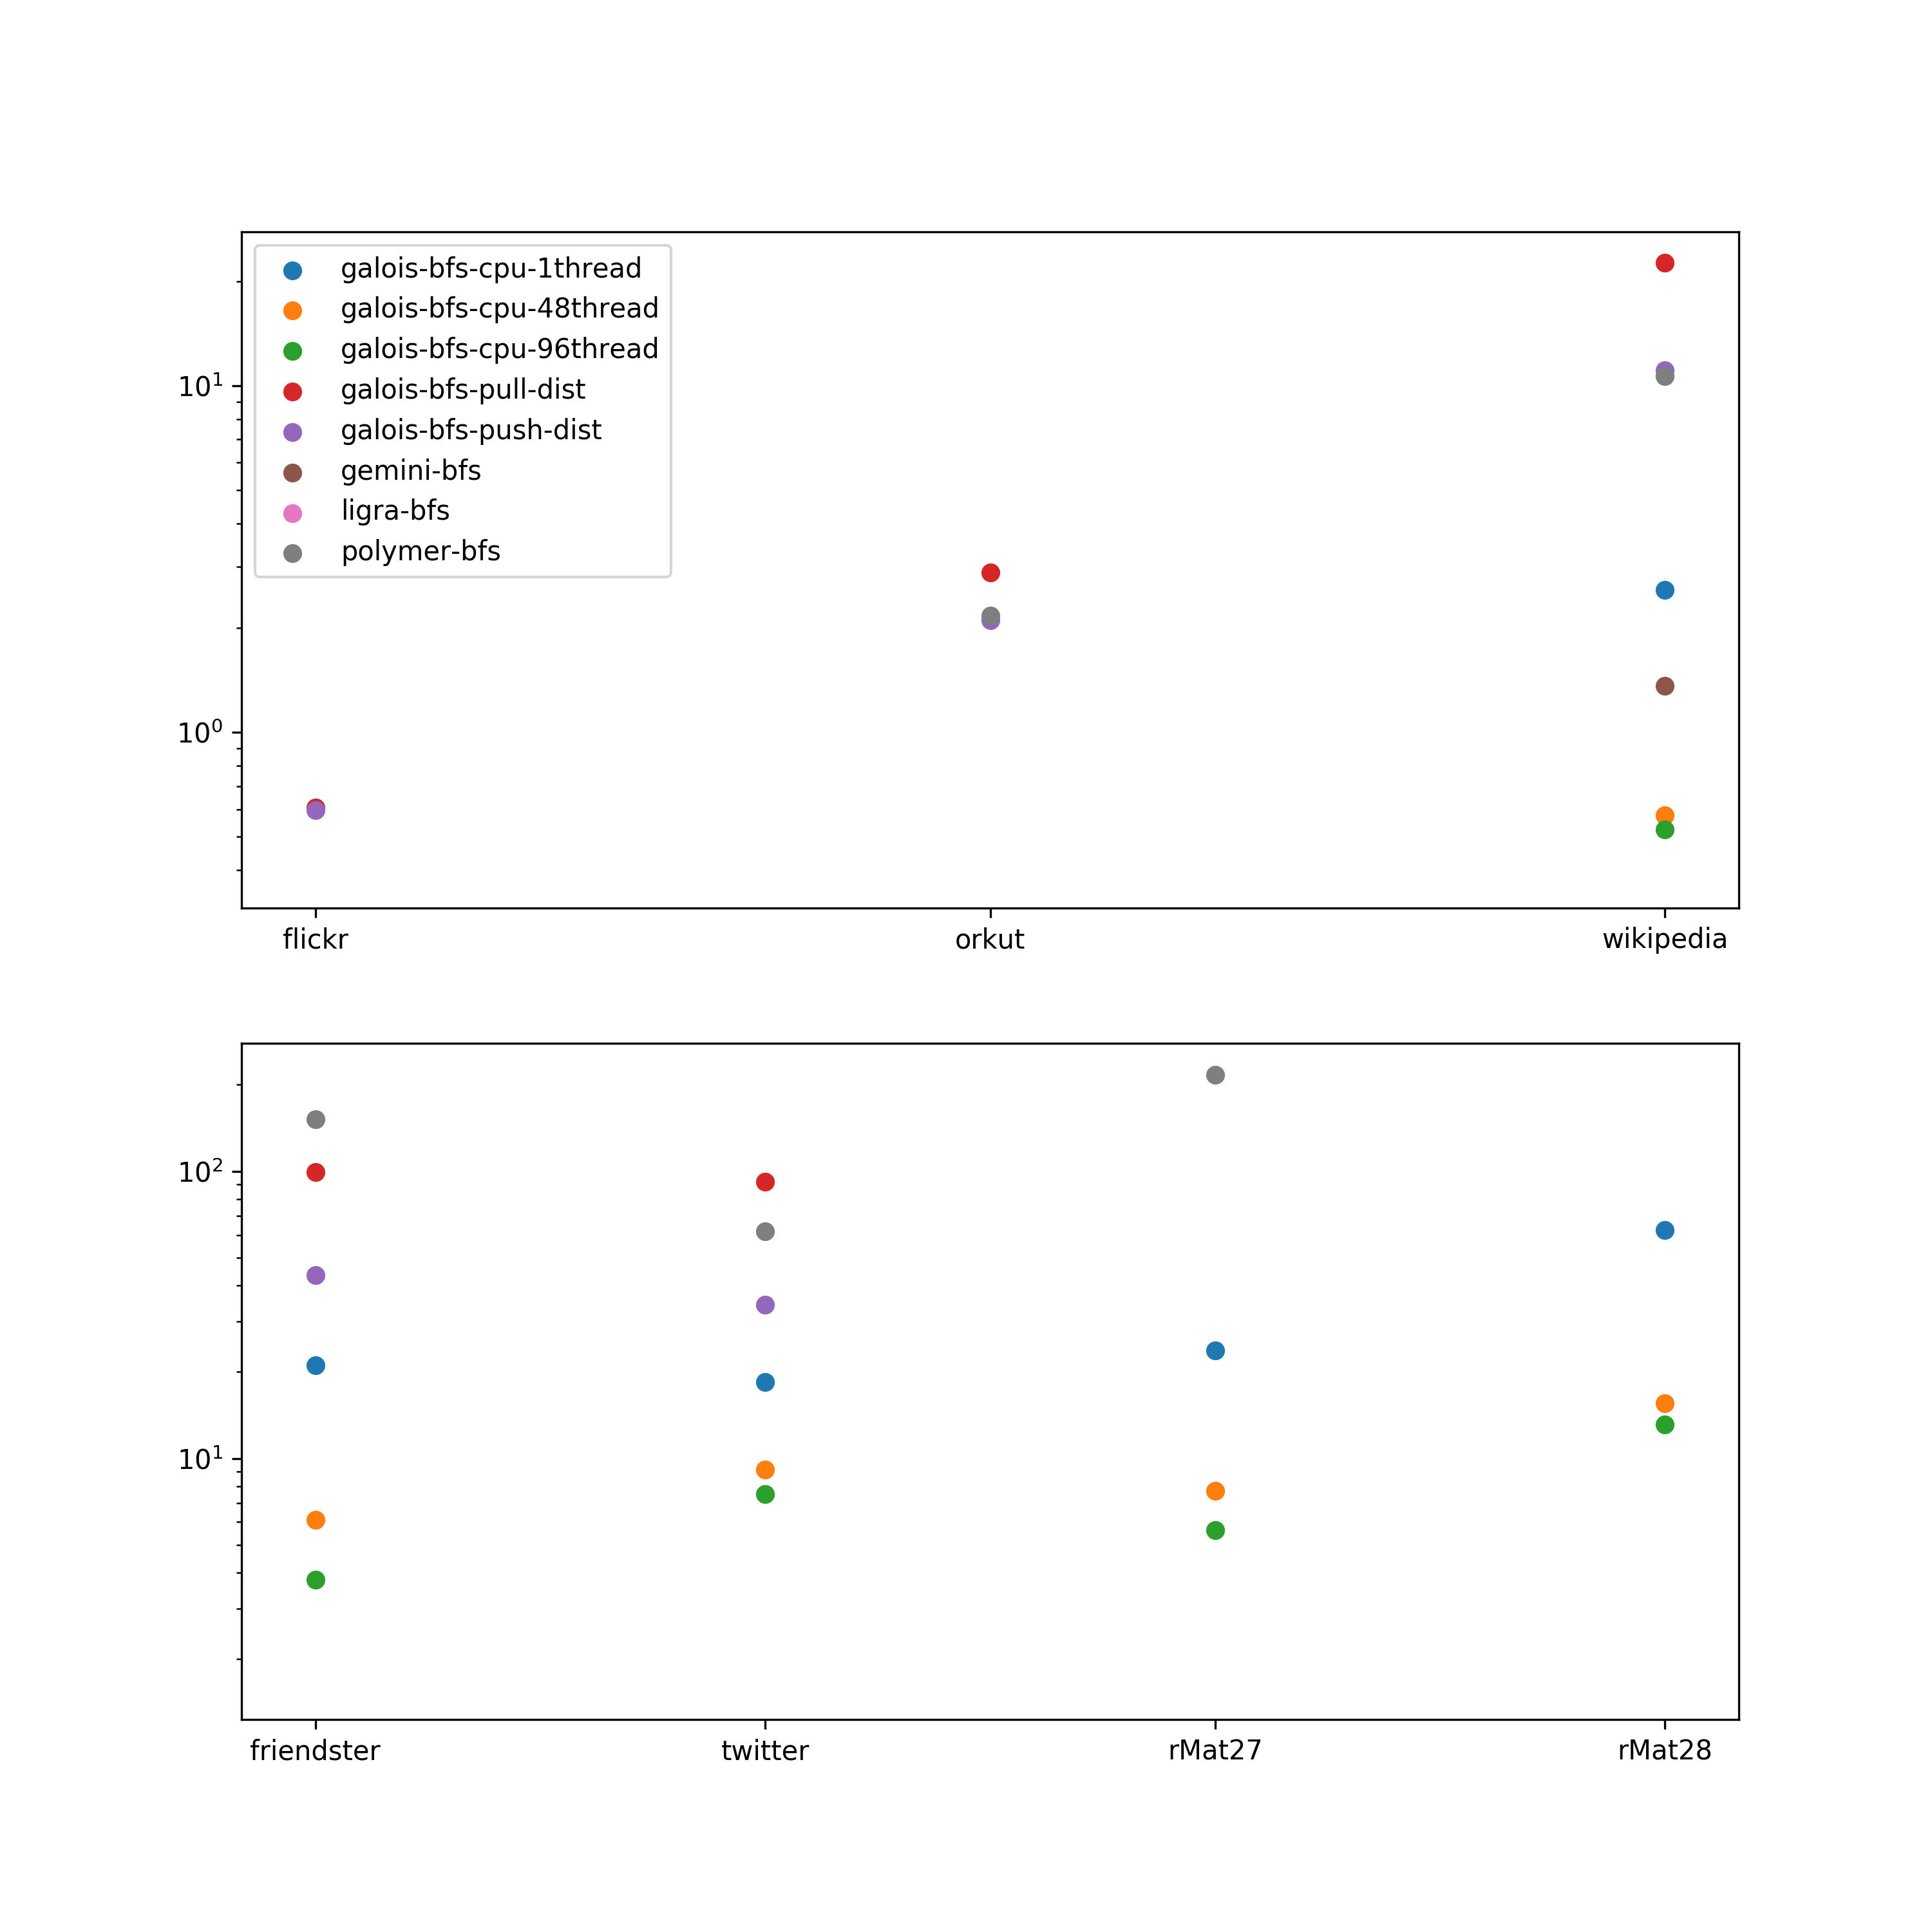 galois-bfs-cpu-1thread
galois-bfs-cpu-48thread
galois-bfs-cpu-96thread
galois-bfs-pull-dist
galois-bfs-push-dist
gemini-bfs
ligra-bfs
polymer-bfs
10¹
10⁰
flickr orkut wikipedia
10²
10¹
friendster twitter rMat27 rMat28